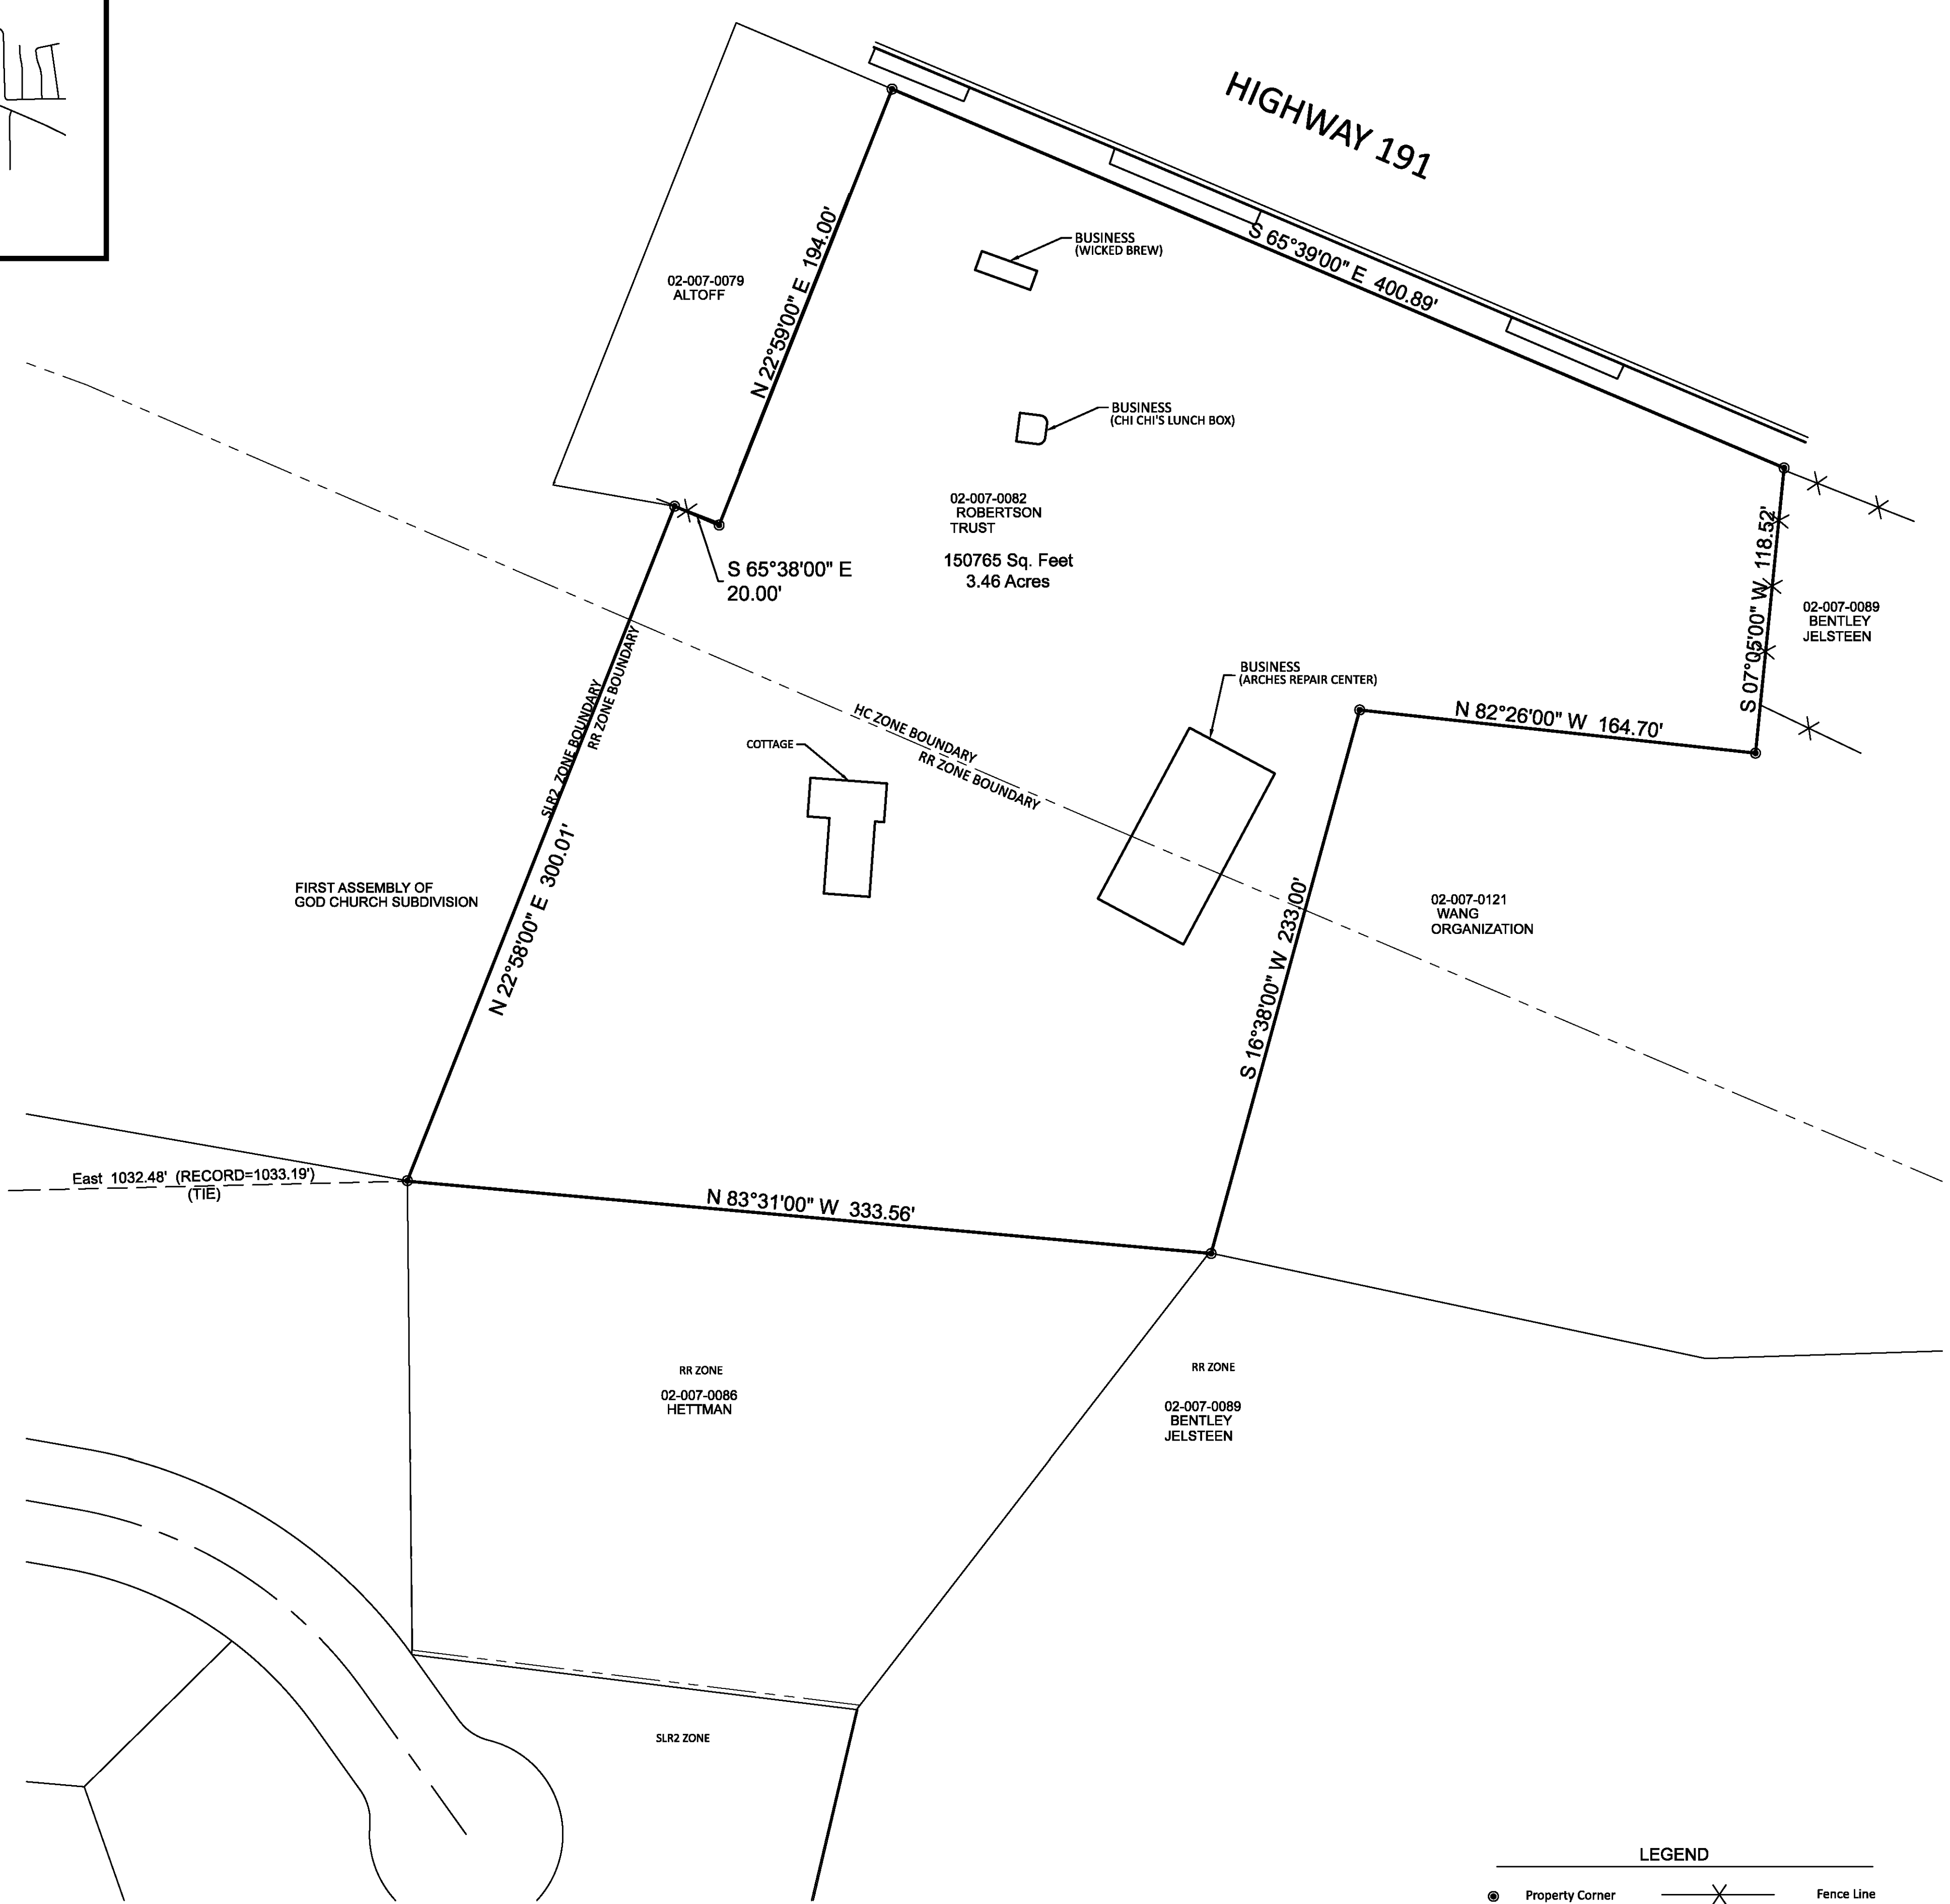 HIGHWAY 191
S 65°39'00" E 400.89'
N 22°59'00" E 194.00'
BUSINESS
(WICKED BREW)
02-007-0079
ALTOFF
BUSINESS
(CHI CHI'S LUNCH BOX)
02-007-0082
ROBERTSON
TRUST
150765 Sq. Feet
3.46 Acres
S 65°38'00" E
20.00'
S 07°05'00" W 118.52'
02-007-0089
BENTLEY
JELSTEEN
BUSINESS
(ARCHES REPAIR CENTER)
N 82°26'00" W 164.70'
SLR2 ZONE BOUNDARY
RR ZONE BOUNDARY
HC ZONE BOUNDARY
RR ZONE BOUNDARY
COTTAGE
N 22°58'00" E 300.01'
FIRST ASSEMBLY OF
GOD CHURCH SUBDIVISION
S 16°38'00" W 233.00'
02-007-0121
WANG
ORGANIZATION
East 1032.48' (RECORD=1033.19')
(TIE)
N 83°31'00" W 333.56'
RR ZONE
02-007-0086
HETTMAN
RR ZONE
02-007-0089
BENTLEY
JELSTEEN
SLR2 ZONE
LEGEND
Property Corner
Fence Line